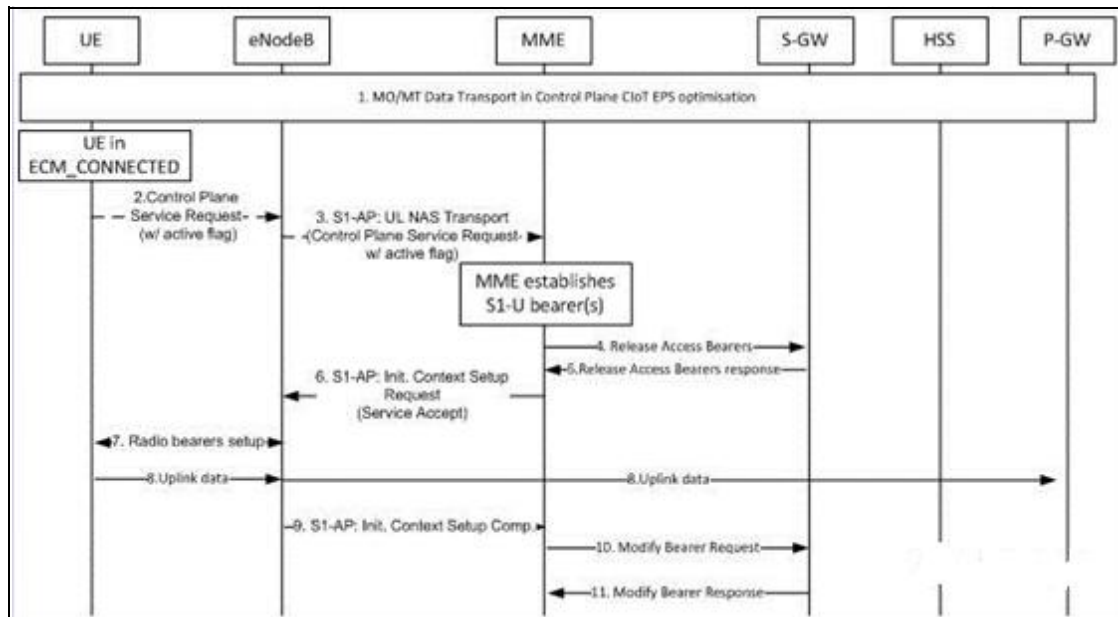 UE
eNodeB
MME
S-GW
HSS
P-GW
1. MO/MT Data Transport in Control Plane CIoT EPS optimisation
UE in
ECM_CONNECTED
2.Control Plane
Service Request
(w/ active flag)
3. S1-AP: UL NAS Transport
(Control Plane Service Request
w/ active flag)
MME establishes
S1-U bearer(s)
4. Release Access Bearers
5.Release Access Bearers response
6. S1-AP: Init. Context Setup
Request
(Service Accept)
7. Radio bearers setup
8.Uplink data
8.Uplink data
9. S1-AP: Init. Context Setup Comp.
10. Modify Bearer Request
11. Modify Bearer Response